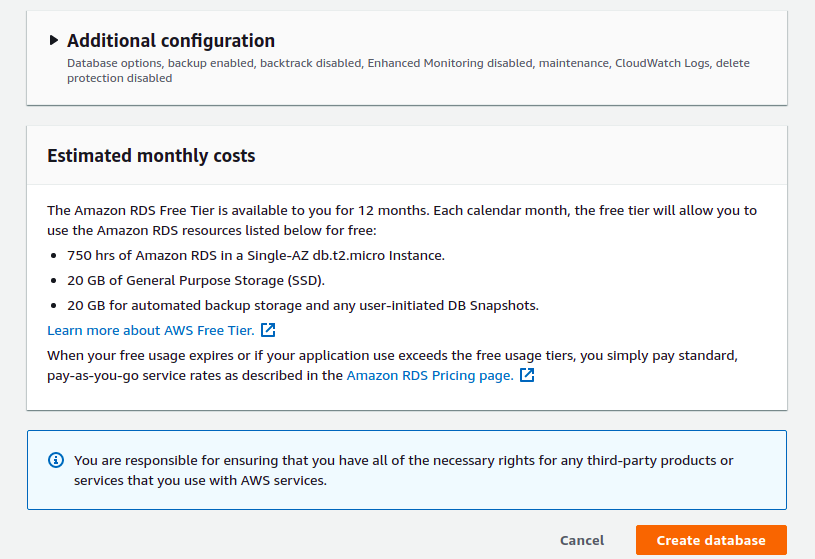 Additional configuration
Database options, backup enabled, backtrack disabled, Enhanced Monitoring disabled, maintenance, CloudWatch Logs, delete
protection disabled
Estimated monthly costs
The Amazon RDS Free Tier is available to you for 12 months. Each calendar month, the free tier will allow you to
use the Amazon RDS resources listed below for free:
• 750 hrs of Amazon RDS in a Single-AZ db.t2.micro Instance.
• 20 GB of General Purpose Storage (SSD).
• 20 GB for automated backup storage and any user-initiated DB Snapshots.
Learn more about AWS Free Tier.
When your free usage expires or if your application use exceeds the free usage tiers, you simply pay standard,
pay-as-you-go service rates as described in the Amazon RDS Pricing page.
You are responsible for ensuring that you have all of the necessary rights for any third-party products or
services that you use with AWS services.
Cancel Create database